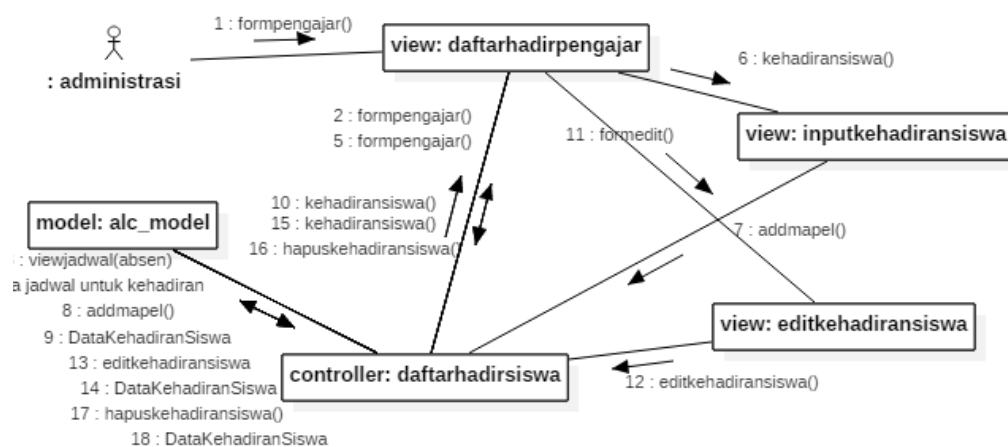 1 : formpengajar()
view: daftarhadirpengajar
: administrasi
6 : kehadiransiswa()
2 : formpengajar()
5 : formpengajar()
11 : formedit()
view: inputkehadiransiswa
10 : kehadiransiswa()
15 : kehadiransiswa()
16 : hapuskehadiransiswa()
7 : addmapel()
model: alc_model
: viewjadwal(absen)
a jadwal untuk kehadiran
8 : addmapel()
9 : DataKehadiranSiswa
13 : editkehadiransiswa
14 : DataKehadiranSiswa
17 : hapuskehadiransiswa()
18 : DataKehadiranSiswa
view: editkehadiransiswa
controller: daftarhadirsiswa
12 : editkehadiransiswa()